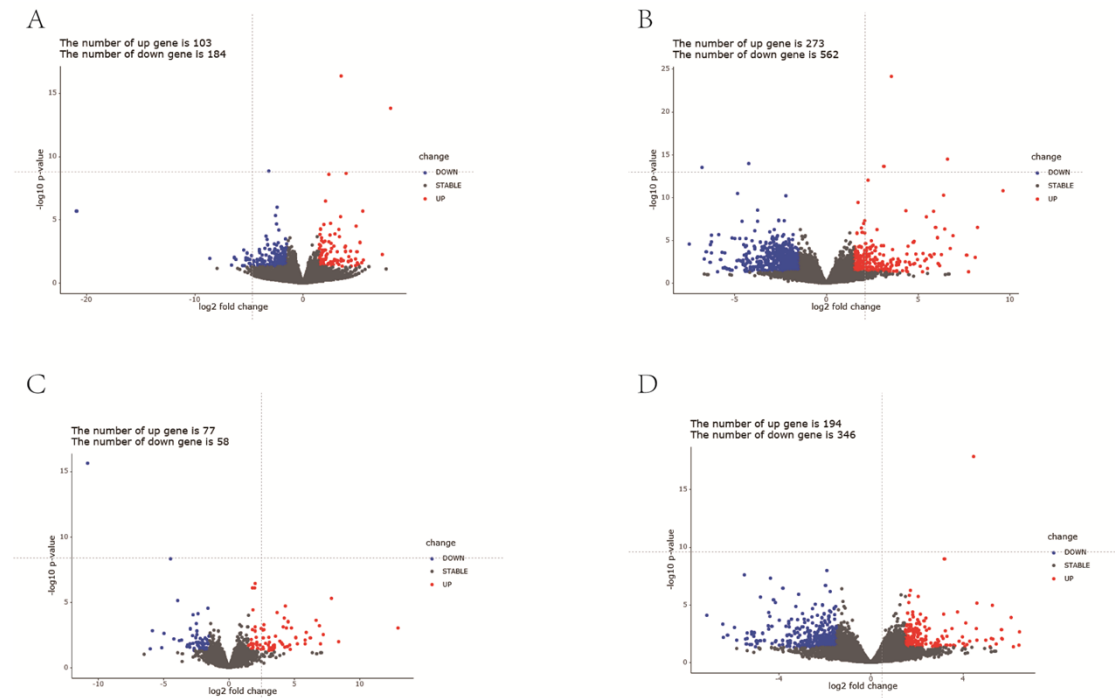 A
The number of up gene is 103
The number of down gene is 184
15
10
5
0
-log10 p-value
-20
-10
0
log2 fold change
change
DOWN
STABLE
UP
B
The number of up gene is 273
The number of down gene is 562
25
20
15
10
5
0
-log10 p-value
-5
0
5
10
log2 fold change
change
DOWN
STABLE
UP
C
The number of up gene is 77
The number of down gene is 58
15
10
5
0
-log10 p-value
-10
-5
0
5
10
log2 fold change
change
DOWN
STABLE
UP
D
The number of up gene is 194
The number of down gene is 346
15
10
5
0
-log10 p-value
-4
0
4
log2 fold change
change
DOWN
STABLE
UP